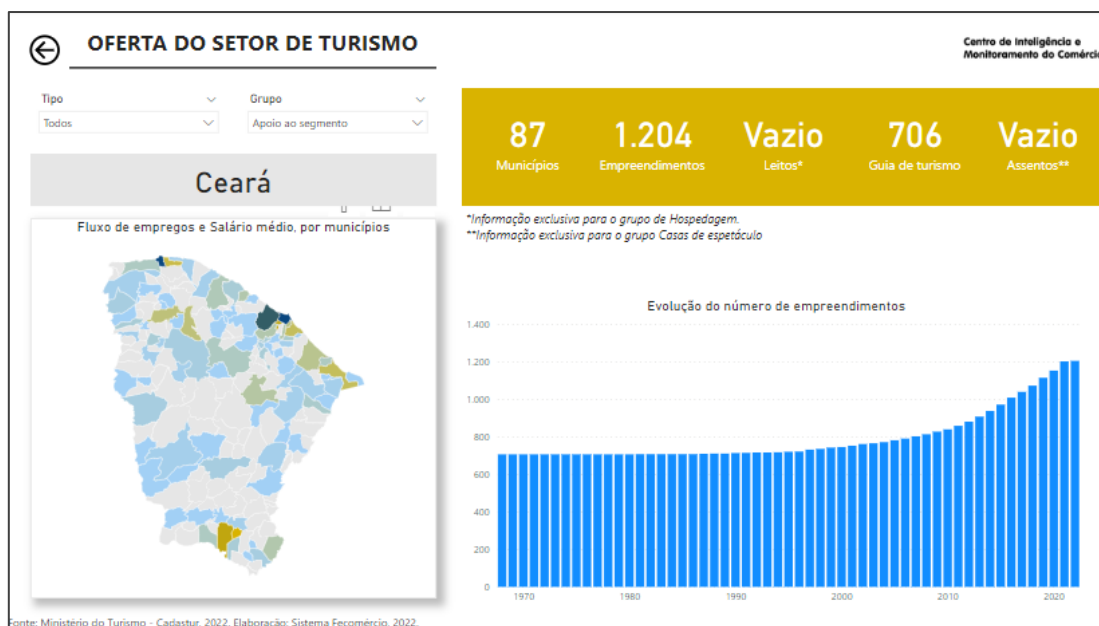 OFERTA DO SETOR DE TURISMO
Centro de Inteligência e
Monitoramento do Comércio
Tipo
Todos
Grupo
Apoio ao segmento
87
Municípios
1.204
Empreendimentos
Vazio
Leitos*
706
Guia de turismo
Vazio
Assentos**
Ceará
*Informação exclusiva para o grupo de Hospedagem.
**Informação exclusiva para o grupo Casas de espetáculo
Fluxo de empregos e Salário médio, por municípios
Evolução do número de empreendimentos
1.400
1.200
1.000
800
600
400
200
0
1970
1980
1990
2000
2010
2020
Fonte: Ministério do Turismo - Cadastur, 2022. Elaboração: Sistema Fecomércio, 2022.